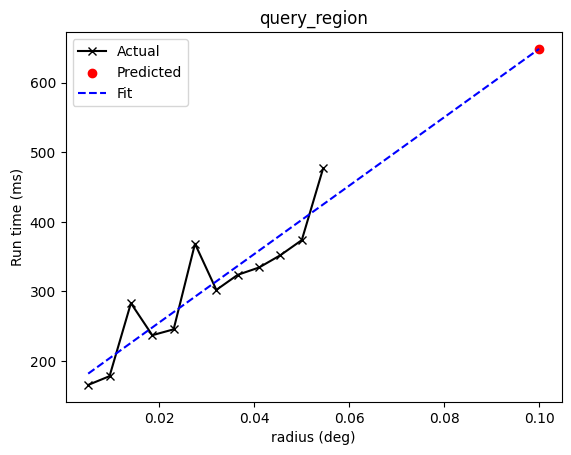 query_region
Actual
Predicted
Fit
Run time (ms)
600
500
400
300
200
0.02
0.04
0.06
0.08
0.10
radius (deg)